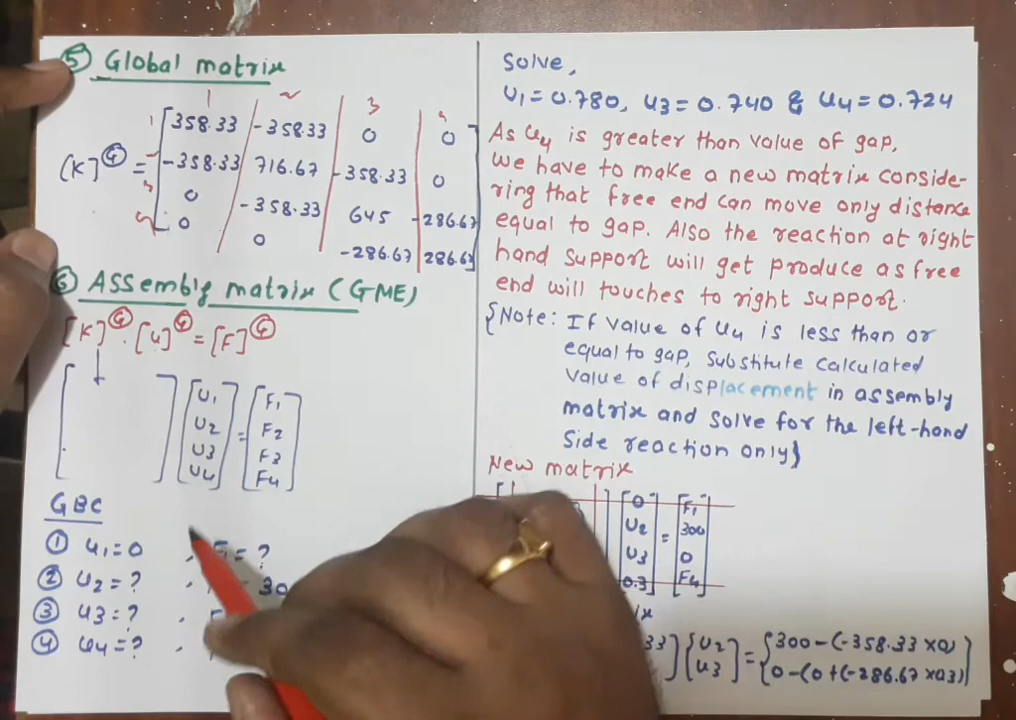 5 Global matrix
1 2 3 4
[K]^G =
1 358.33 -358.33 0 0
2 -358.33 716.67 -358.33 0
3 0 -358.33 645 -286.67
4 0 0 -286.67 286.67
6 Assembly matrix (GME)
[K]^G . [u]^G = [F]^G
U1 F1
U2 = F2
U3 F3
U4 F4
GBC
1 u1=0 , F1=?
2 U2=? , 30
3 u3=? ,
4 u4=? ,
Solve,
U1=0.780, u3=0.740 & u4=0.724
As U4 is greater than value of gap,
we have to make a new matrix conside-
ring that free end can move only distance
equal to gap. Also the reaction at right
hand support will get produce as free
end will touches to right support.
{Note: If value of u4 is less than or
equal to gap, substitute calculated
value of displacement in assembly
matrix and solve for the left-hand
side reaction only}
New matrix
0 F1
U2 = 300
U3 0
0.3 F4
33] {U2 = {300-(-358.33×0)
U3 0-(0+(-286.67×0.3)}